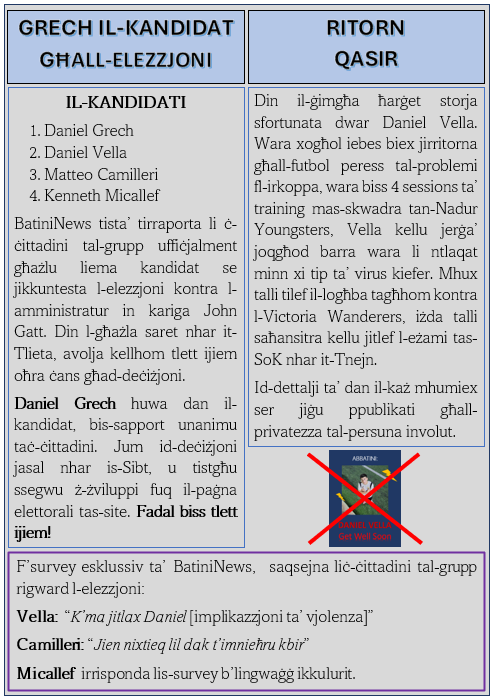 GRECH IL-KANDIDAT
GĦALL-ELEZZJONI
IL-KANDIDATI
1. Daniel Grech
2. Daniel Vella
3. Matteo Camilleri
4. Kenneth Micallef
BatiniNews tista’ tirraporta li ċ-
ċittadini tal-grupp uffiċjalment
għażlu liema kandidat se
jikkuntesta l-elezzjoni kontra l-
amministratur in kariga John
Gatt. Din l-għażla saret nhar it-
Tlieta, avolja kellhom tlett ijiem
oħra ċans għad-deċiżjoni.
Daniel Grech huwa dan il-
kandidat, bis-sapport unanimu
taċ-ċittadini. Jum id-deċiżjoni
jasal nhar is-Sibt, u tistgħu
ssegwu ż-żviluppi fuq il-paġna
elettorali tas-site. Fadal biss tlett
ijiem!
RITORN
QASIR
Din il-ġimgħa ħarġet storja
sfortunata dwar Daniel Vella.
Wara xogħol iebes biex jirritorna
għall-futbol peress tal-problemi
fl-irkoppa, wara biss 4 sessions ta’
training mas-skwadra tan-Nadur
Youngsters, Vella kellu jerġa’
joqgħod barra wara li ntlaqat
minn xi tip ta’ virus kiefer. Mhux
talli tilef il-logħba tagħhom kontra
l-Victoria Wanderers, iżda talli
saħansitra kellu jitlef l-eżami tas-
SoK nhar it-Tnejn.
Id-dettalji ta’ dan il-każ mhumiex
ser jiġu ppublikati għall-
privatezza tal-persuna involut.
ABBATINI:
DANIEL VELLA
Get Well Soon
F’survey esklussiv ta’ BatiniNews, saqsejna liċ-ċittadini tal-grupp
rigward l-elezzjoni:
Vella: “K’ma jitlax Daniel [implikazzjoni ta’ vjolenza]”
Camilleri: “Jien nixtieq lil dak t’imnieħru kbir”
Micallef irrisponda lis-survey b’lingwaġġ ikkulurit.